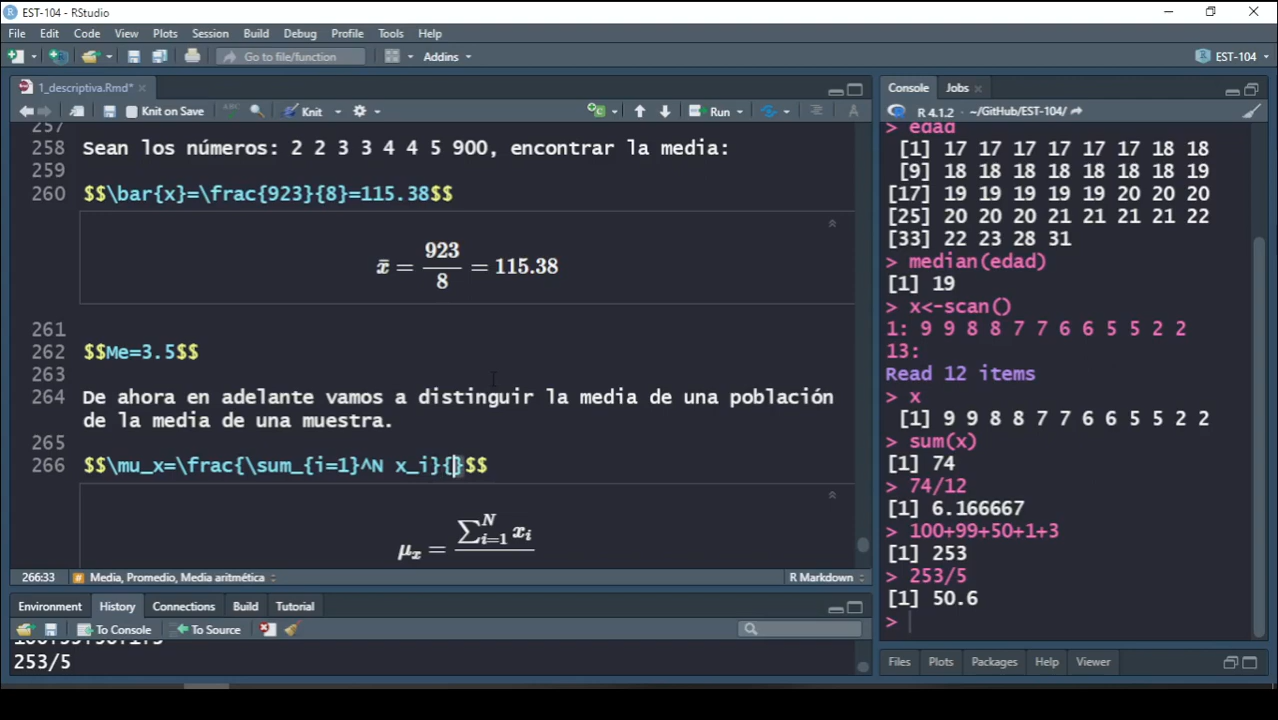 EST-104 - RStudio
File Edit Code View Plots Session Build Debug Profile Tools Help
Go to file/function Addins EST-104
1_descriptiva.Rmd*
Knit on Save Knit Run
257
258 Sean los números: 2 2 3 3 4 4 5 900, encontrar la media:
259
260 $$\bar{x}=\frac{923}{8}=115.38$$
x̄ = 923/8 = 115.38
261
262 $$Me=3.5$$
263
264 De ahora en adelante vamos a distinguir la media de una población
de la media de una muestra.
265
266 $$\mu_x=\frac{\sum_{i=1}^N x_i}{}$$
μx = ∑ᵢ₌₁ᴺ xᵢ
266:33 # Media, Promedio, Media aritmética R Markdown
Environment History Connections Build Tutorial
To Console To Source
100+99+50+1+3
253/5
Console Jobs
R 4.1.2 · ~/GitHub/EST-104/
> edad
[1] 17 17 17 17 17 17 18 18
[9] 18 18 18 18 18 18 18 19
[17] 19 19 19 19 19 20 20 20
[25] 20 20 20 21 21 21 21 22
[33] 22 23 28 31
> median(edad)
[1] 19
> x<-scan()
1: 9 9 8 8 7 7 6 6 5 5 2 2
13:
Read 12 items
> x
[1] 9 9 8 8 7 7 6 6 5 5 2 2
> sum(x)
[1] 74
> 74/12
[1] 6.166667
> 100+99+50+1+3
[1] 253
> 253/5
[1] 50.6
>
Files Plots Packages Help Viewer